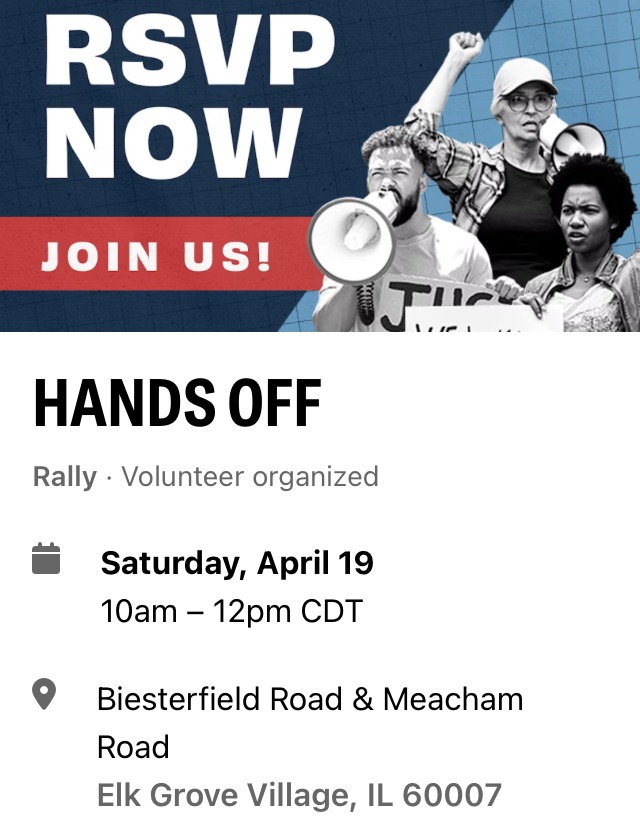 RSVP
NOW
JOIN US!
HANDS OFF
Rally · Volunteer organized
Saturday, April 19
10am – 12pm CDT
Biesterfield Road & Meacham
Road
Elk Grove Village, IL 60007